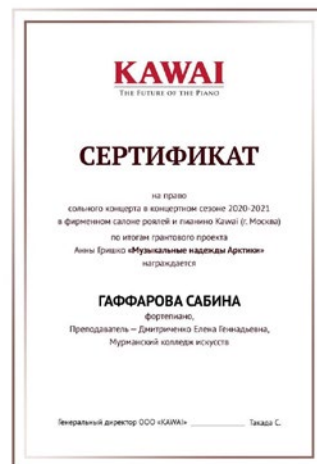 KAWAI
THE FUTURE OF THE PIANO
СЕРТИФИКАТ
на право
сольного концерта в концертном сезоне 2020-2021
в фирменном салоне роялей и пианино Kawai (г. Москва)
по итогам грантового проекта
Анны Гришко «Музыкальные надежды Арктики»
награждается
ГАФФАРОВА САБИНА
фортепиано,
Преподаватель — Дмитриченко Елена Геннадьевна,
Мурманский колледж искусств
Генеральный директор ООО «KAWAI» ____________ Такада С.